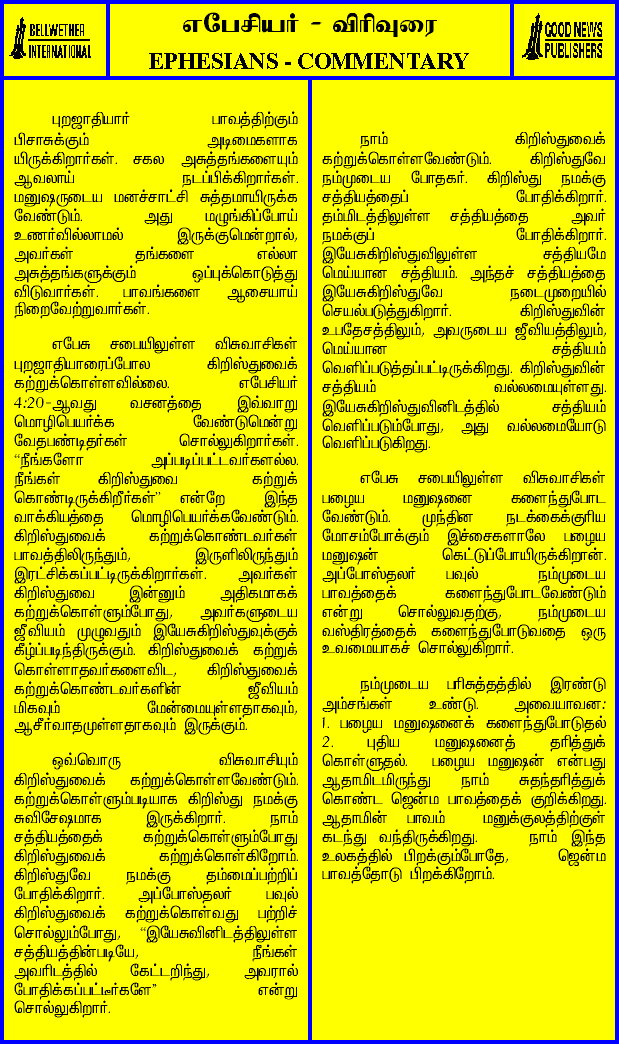 BELLWETHER
INTERNATIONAL
எபேசியர் - விரிவுரை
EPHESIANS - COMMENTARY
GOOD NEWS
PUBLISHERS
புறஜாதியார் பாவத்திற்கும்
பிசாசுக்கும் அடிமைகளாக
யிருக்கிறார்கள். சகல அசுத்தங்களையும்
ஆவலாய் நடப்பிக்கிறார்கள்.
மனுஷருடைய மனச்சாட்சி சுத்தமாயிருக்க
வேண்டும். அது மழுங்கிப்போய்
உணர்வில்லாமல் இருக்குமென்றால்,
அவர்கள் தங்களை எல்லா
அசுத்தங்களுக்கும் ஒப்புக்கொடுத்து
விடுவார்கள். பாவங்களை ஆசையாய்
நிறைவேற்றுவார்கள்.
எபேசு சபையிலுள்ள விசுவாசிகள்
புறஜாதியாரைப்போல கிறிஸ்துவைக்
கற்றுக்கொள்ளவில்லை. எபேசியர்
4:20-ஆவது வசனத்தை இவ்வாறு
மொழிபெயர்க்க வேண்டுமென்று
வேதபண்டிதர்கள் சொல்லுகிறார்கள்.
“நீங்களோ அப்படிப்பட்டவர்களல்ல.
நீங்கள் கிறிஸ்துவை கற்றுக்
கொண்டிருக்கிறீர்கள்” என்றே இந்த
வாக்கியத்தை மொழிபெயர்க்கவேண்டும்.
கிறிஸ்துவைக் கற்றுக்கொண்டவர்கள்
பாவத்திலிருந்தும், இருளிலிருந்தும்
இரட்சிக்கப்பட்டிருக்கிறார்கள். அவர்கள்
கிறிஸ்துவை இன்னும் அதிகமாகக்
கற்றுக்கொள்ளும்போது, அவர்களுடைய
ஜீவியம் முழுவதும் இயேசுகிறிஸ்துவுக்குக்
கீழ்ப்படிந்திருக்கும். கிறிஸ்துவைக் கற்றுக்
கொள்ளாதவர்களைவிட, கிறிஸ்துவைக்
கற்றுக்கொண்டவர்களின் ஜீவியம்
மிகவும் மேன்மையுள்ளதாகவும்,
ஆசீர்வாதமுள்ளதாகவும் இருக்கும்.
ஒவ்வொரு விசுவாசியும்
கிறிஸ்துவைக் கற்றுக்கொள்ளவேண்டும்.
கற்றுக்கொள்ளும்படியாக கிறிஸ்து நமக்கு
சுவிசேஷமாக இருக்கிறார். நாம்
சத்தியத்தைக் கற்றுக்கொள்ளும்போது
கிறிஸ்துவைக் கற்றுக்கொள்கிறோம்.
கிறிஸ்துவே நமக்கு தம்மைப்பற்றிப்
போதிக்கிறார். அப்போஸ்தலர் பவுல்
கிறிஸ்துவைக் கற்றுக்கொள்வது பற்றிச்
சொல்லும்போது, “இயேசுவினிடத்திலுள்ள
சத்தியத்தின்படியே, நீங்கள்
அவரிடத்தில் கேட்டறிந்து, அவரால்
போதிக்கப்பட்டீர்களே” என்று
சொல்லுகிறார்.
நாம் கிறிஸ்துவைக்
கற்றுக்கொள்ளவேண்டும். கிறிஸ்துவே
நம்முடைய போதகர். கிறிஸ்து நமக்கு
சத்தியத்தைப் போதிக்கிறார்.
தம்மிடத்திலுள்ள சத்தியத்தை அவர்
நமக்குப் போதிக்கிறார்.
இயேசுகிறிஸ்துவிலுள்ள சத்தியமே
மெய்யான சத்தியம். அந்தச் சத்தியத்தை
இயேசுகிறிஸ்துவே நடைமுறையில்
செயல்படுத்துகிறார். கிறிஸ்துவின்
உபதேசத்திலும், அவருடைய ஜீவியத்திலும்,
மெய்யான சத்தியம்
வெளிப்படுத்தப்பட்டிருக்கிறது. கிறிஸ்துவின்
சத்தியம் வல்லமையுள்ளது.
இயேசுகிறிஸ்துவினிடத்தில் சத்தியம்
வெளிப்படும்போது, அது வல்லமையோடு
வெளிப்படுகிறது.
எபேசு சபையிலுள்ள விசுவாசிகள்
பழைய மனுஷனை களைந்துபோட
வேண்டும். முந்தின நடக்கைக்குரிய
மோசம்போக்கும் இச்சைகளாலே பழைய
மனுஷன் கெட்டுப்போயிருக்கிறான்.
அப்போஸ்தலர் பவுல் நம்முடைய
பாவத்தைக் களைந்துபோடவேண்டும்
என்று சொல்லுவதற்கு, நம்முடைய
வஸ்திரத்தைக் களைந்துபோடுவதை ஒரு
உவமையாகச் சொல்லுகிறார்.
நம்முடைய பரிசுத்தத்தில் இரண்டு
அம்சங்கள் உண்டு. அவையாவன:
1. பழைய மனுஷனைக் களைந்துபோடுதல்
2. புதிய மனுஷனைத் தரித்துக்
கொள்ளுதல். பழைய மனுஷன் என்பது
ஆதாமிடமிருந்து நாம் சுதந்தரித்துக்
கொண்ட ஜென்ம பாவத்தைக் குறிக்கிறது.
ஆதாமின் பாவம் மனுக்குலத்திற்குள்
கடந்து வந்திருக்கிறது. நாம் இந்த
உலகத்தில் பிறக்கும்போதே, ஜென்ம
பாவத்தோடு பிறக்கிறோம்.